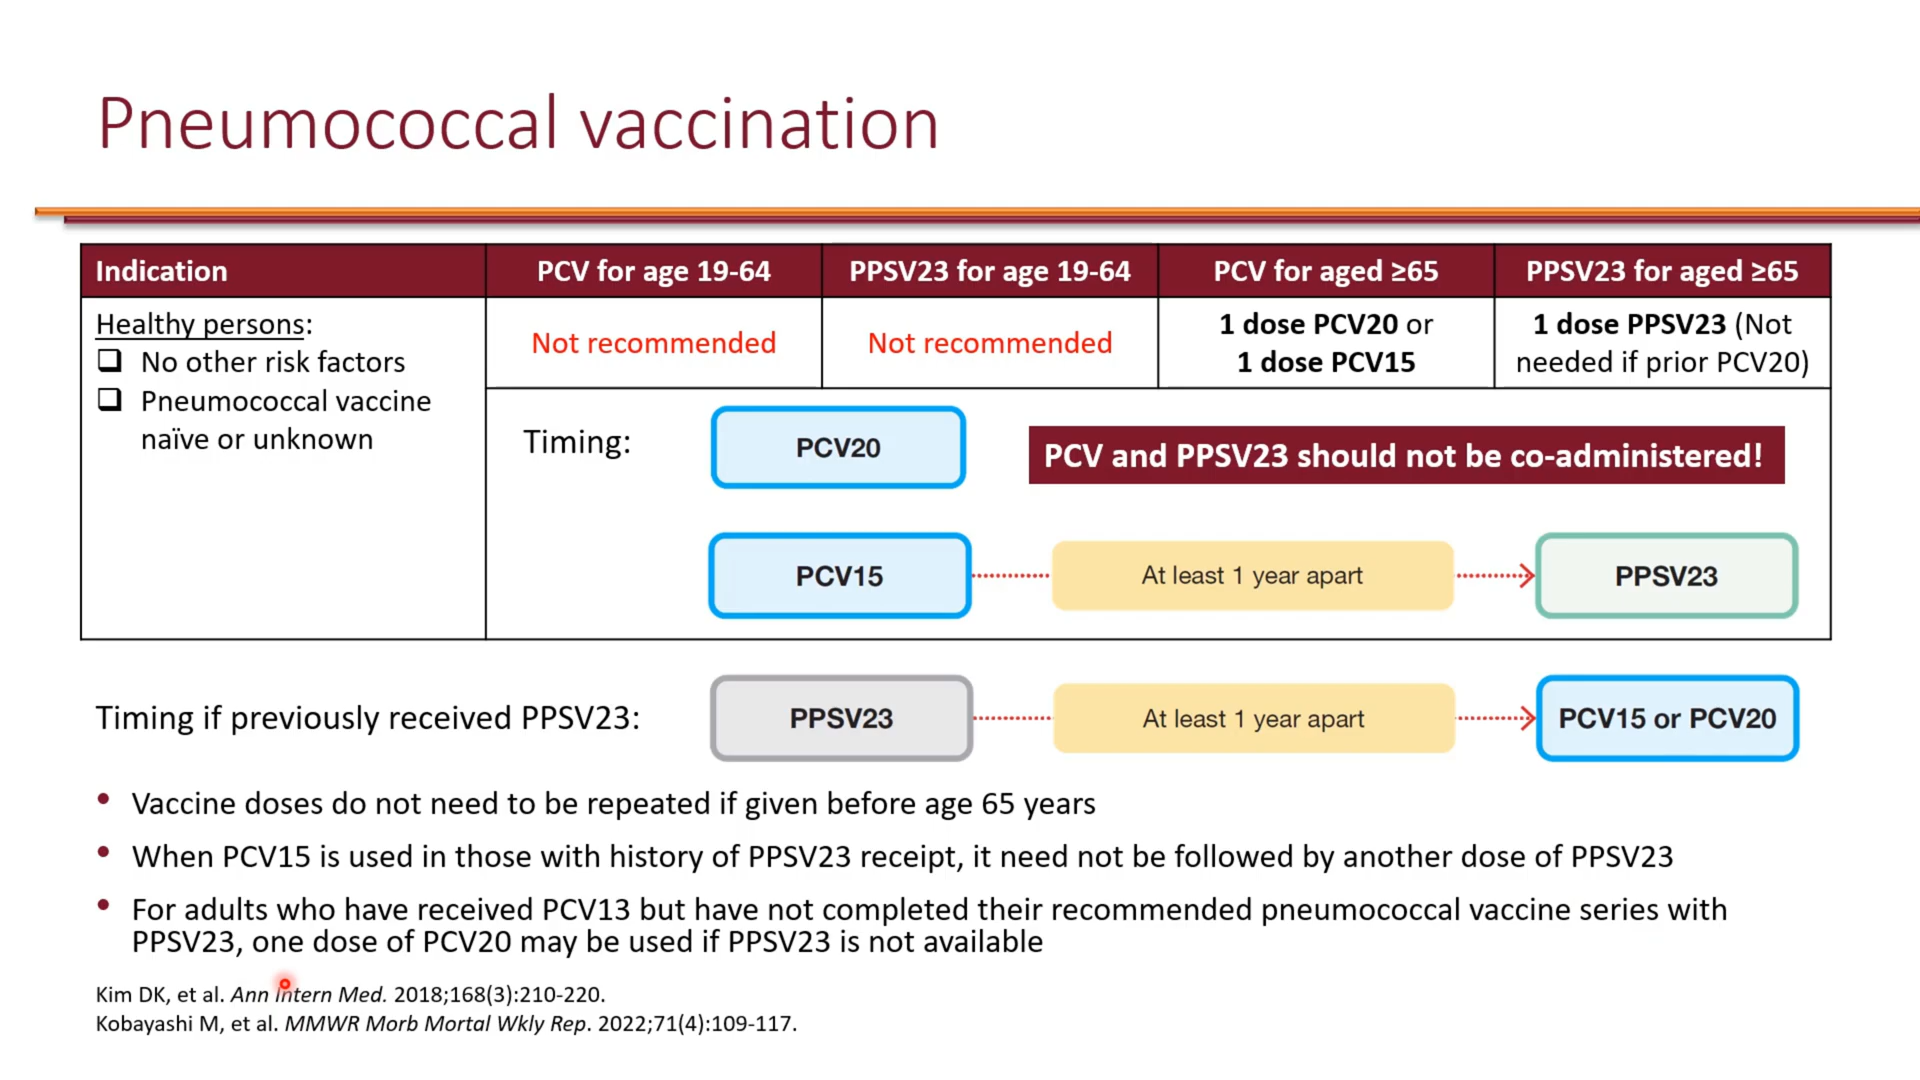 Pneumococcal vaccination
Indication
PCV for age 19-64
PPSV23 for age 19-64
PCV for aged ≥65
PPSV23 for aged ≥65
Healthy persons:
❑ No other risk factors
❑ Pneumococcal vaccine
naïve or unknown
Not recommended
Not recommended
1 dose PCV20 or
1 dose PCV15
1 dose PPSV23 (Not
needed if prior PCV20)
Timing:
PCV20
PCV and PPSV23 should not be co-administered!
PCV15
At least 1 year apart
PPSV23
Timing if previously received PPSV23:
PPSV23
At least 1 year apart
PCV15 or PCV20
• Vaccine doses do not need to be repeated if given before age 65 years
• When PCV15 is used in those with history of PPSV23 receipt, it need not be followed by another dose of PPSV23
• For adults who have received PCV13 but have not completed their recommended pneumococcal vaccine series with
PPSV23, one dose of PCV20 may be used if PPSV23 is not available
Kim DK, et al. Ann Intern Med. 2018;168(3):210-220.
Kobayashi M, et al. MMWR Morb Mortal Wkly Rep. 2022;71(4):109-117.